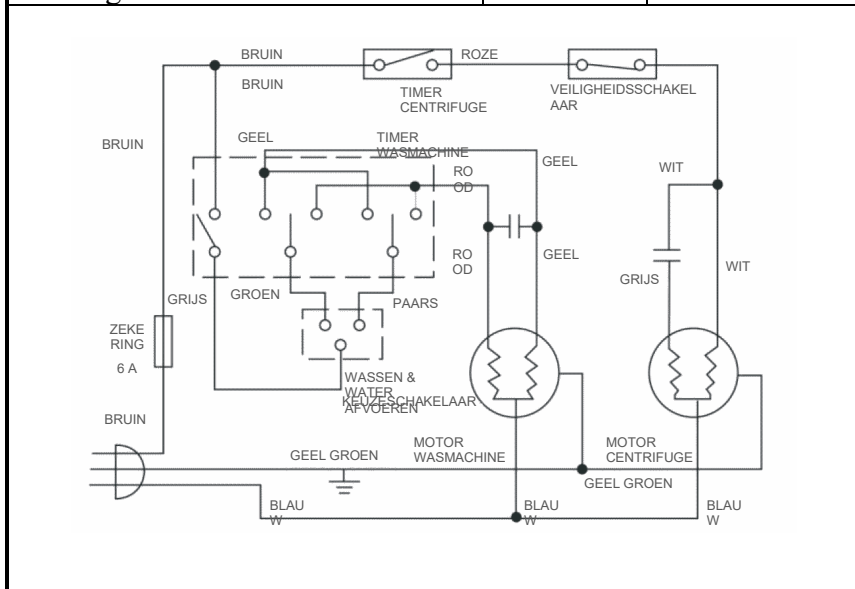 BRUIN
ROZE
BRUIN
TIMER
CENTRIFUGE
VEILIGHEIDSSCHAKEL
AAR
BRUIN
GEEL
TIMER
WASMACHINE
RO
OD
GEEL
WIT
RO
OD
GEEL
WIT
GRIJS
GRIJS
GROEN
PAARS
ZEKE
RING
6 A
WASSEN &
WATER
AFVOEREN
KEUZESCHAKELAAR
BRUIN
MOTOR
WASMACHINE
MOTOR
CENTRIFUGE
GEEL GROEN
GEEL GROEN
BLAU
W
BLAU
W
BLAU
W